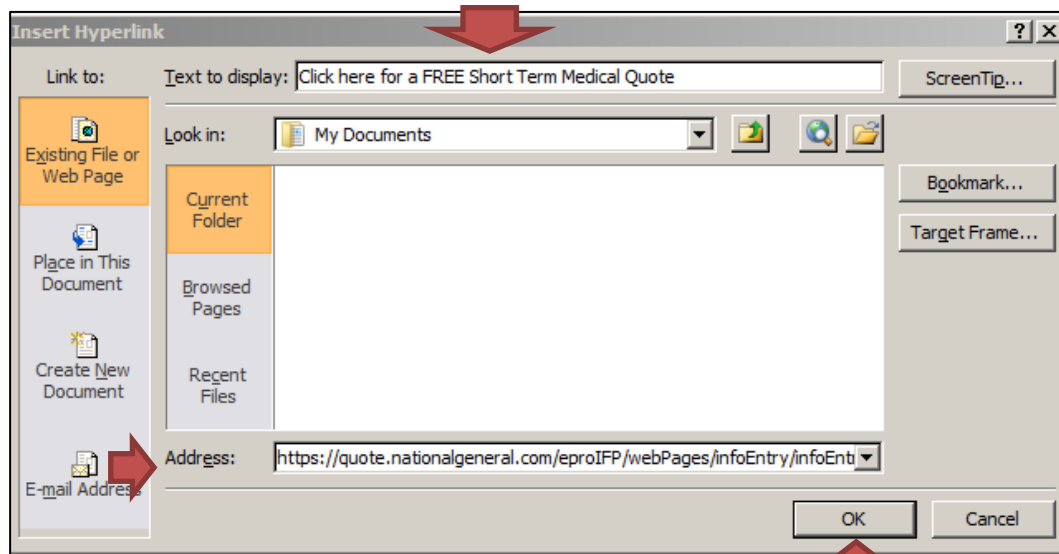 Insert Hyperlink
? X
Link to:
Text to display: Click here for a FREE Short Term Medical Quote
ScreenTip...
Existing File or
Web Page
Look in: My Documents
Current
Folder
Bookmark...
Target Frame...
Place in This
Document
Browsed
Pages
Create New
Document
Recent
Files
E-mail Address
Address: https://quote.nationalgeneral.com/eproIFP/webPages/infoEntry/infoEnt
OK
Cancel